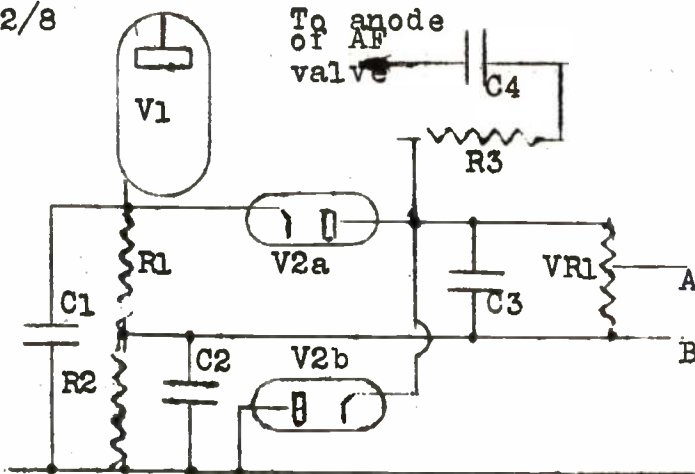 2/8
To anode
of AF
valve
C4
V1
R3
V2a
R1
VR1
A
C1
C3
C2
V2b
B
R2